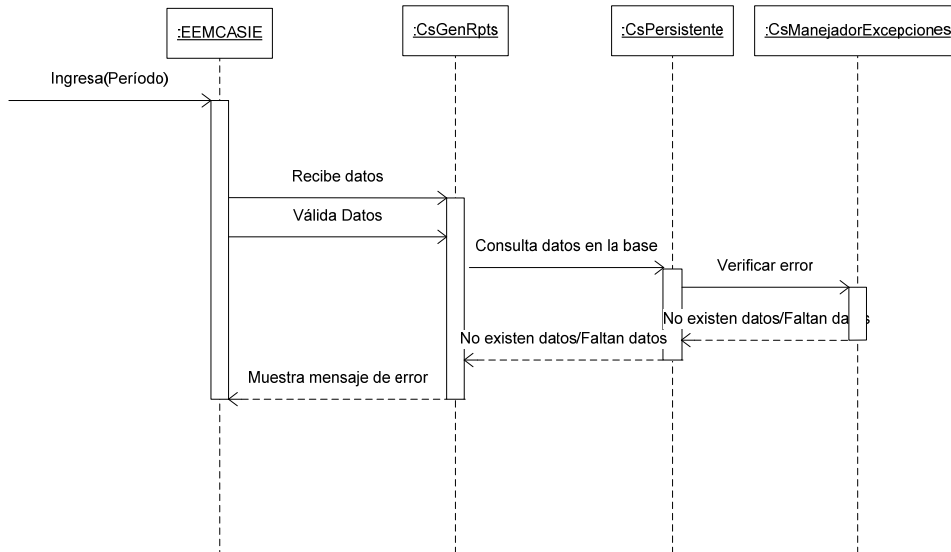 :EEMCASIE
:CsGenRpts
:CsPersistente
:CsManejadorExcepciones
Ingresa(Período)
Recibe datos
Válida Datos
Consulta datos en la base
Verificar error
No existen datos/Faltan datos
No existen datos/Faltan datos
Muestra mensaje de error